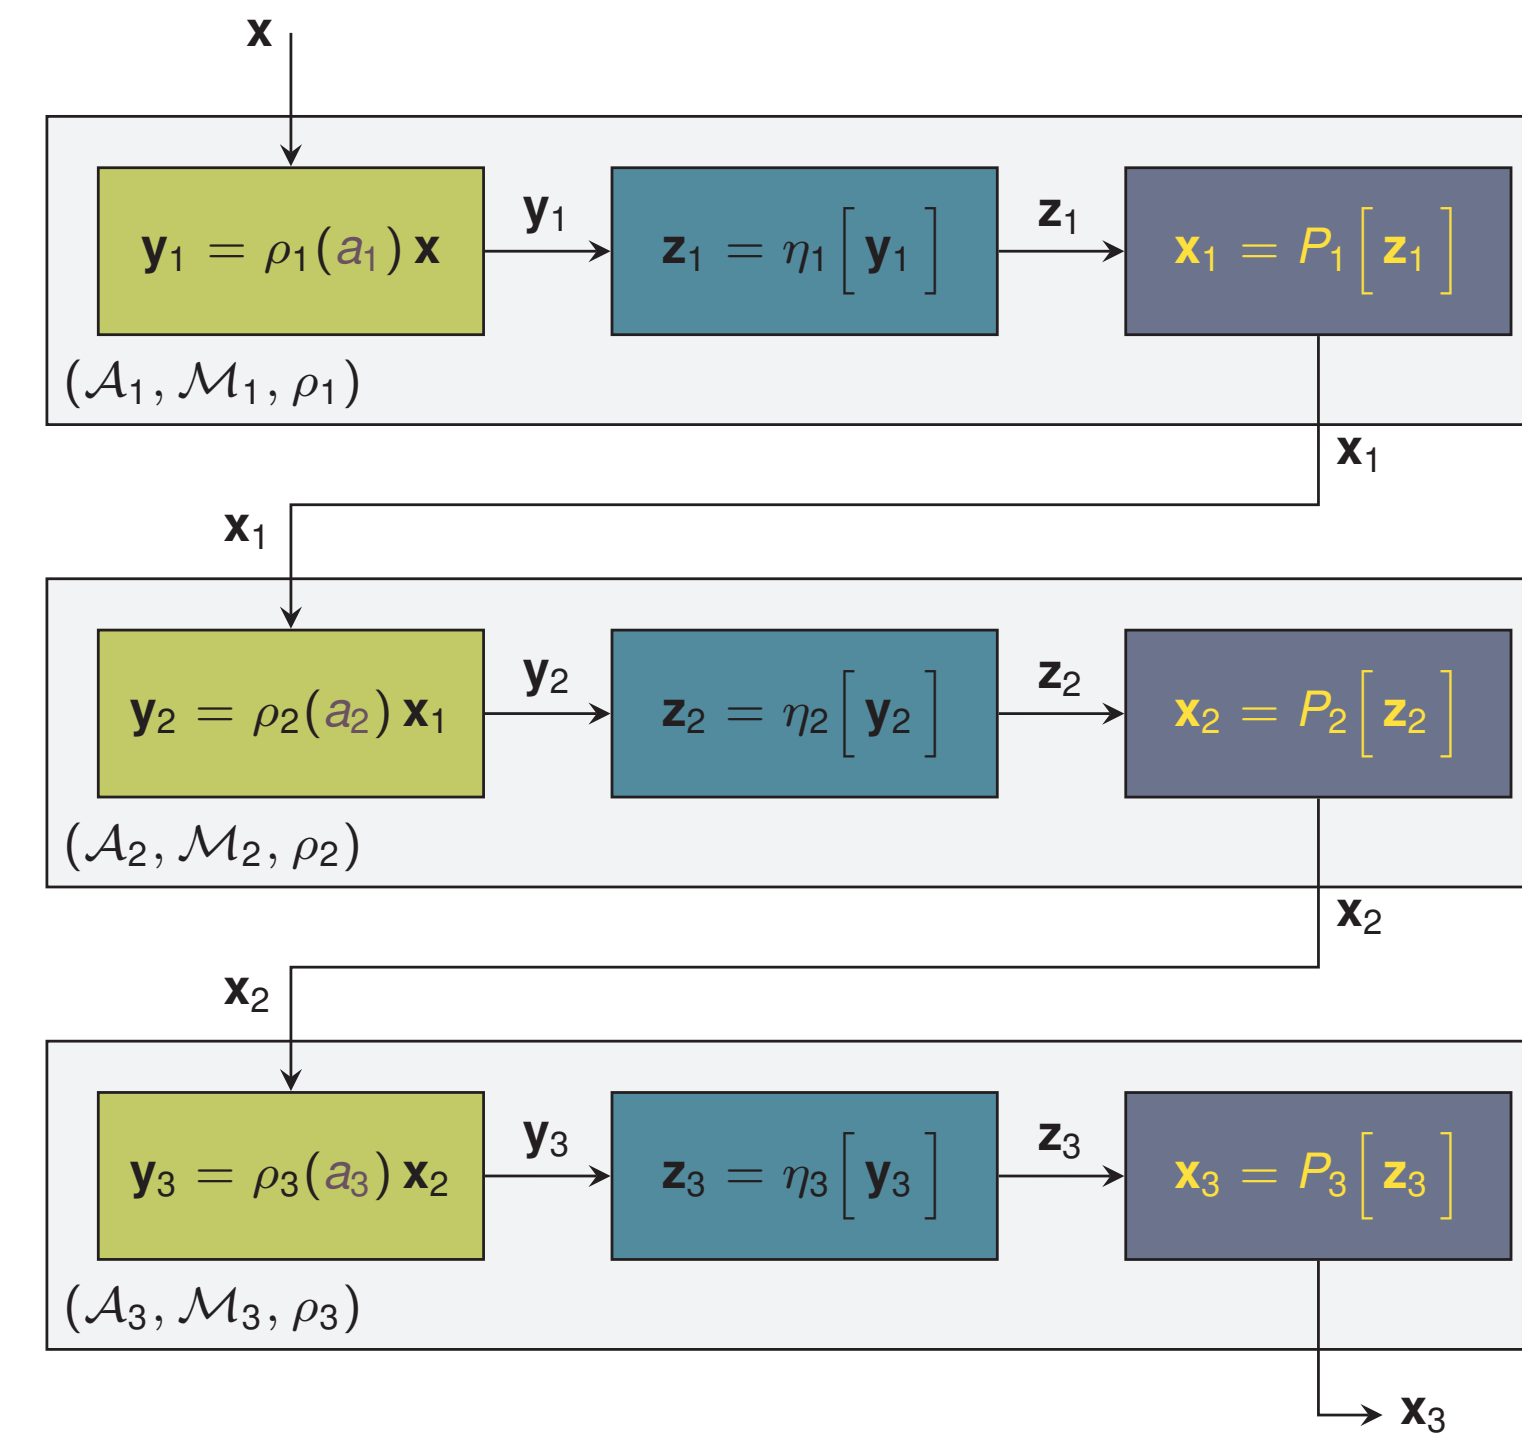 x
y₁ z₁
y₁ = ρ₁(a₁) x z₁ = η₁[y₁] x₁ = P₁[z₁]
(𝒜₁, ℳ₁, ρ₁)
x₁
x₁
y₂ z₂
y₂ = ρ₂(a₂) x₁ z₂ = η₂[y₂] x₂ = P₂[z₂]
(𝒜₂, ℳ₂, ρ₂)
x₂
x₂
y₃ z₃
y₃ = ρ₃(a₃) x₂ z₃ = η₃[y₃] x₃ = P₃[z₃]
(𝒜₃, ℳ₃, ρ₃)
x₃